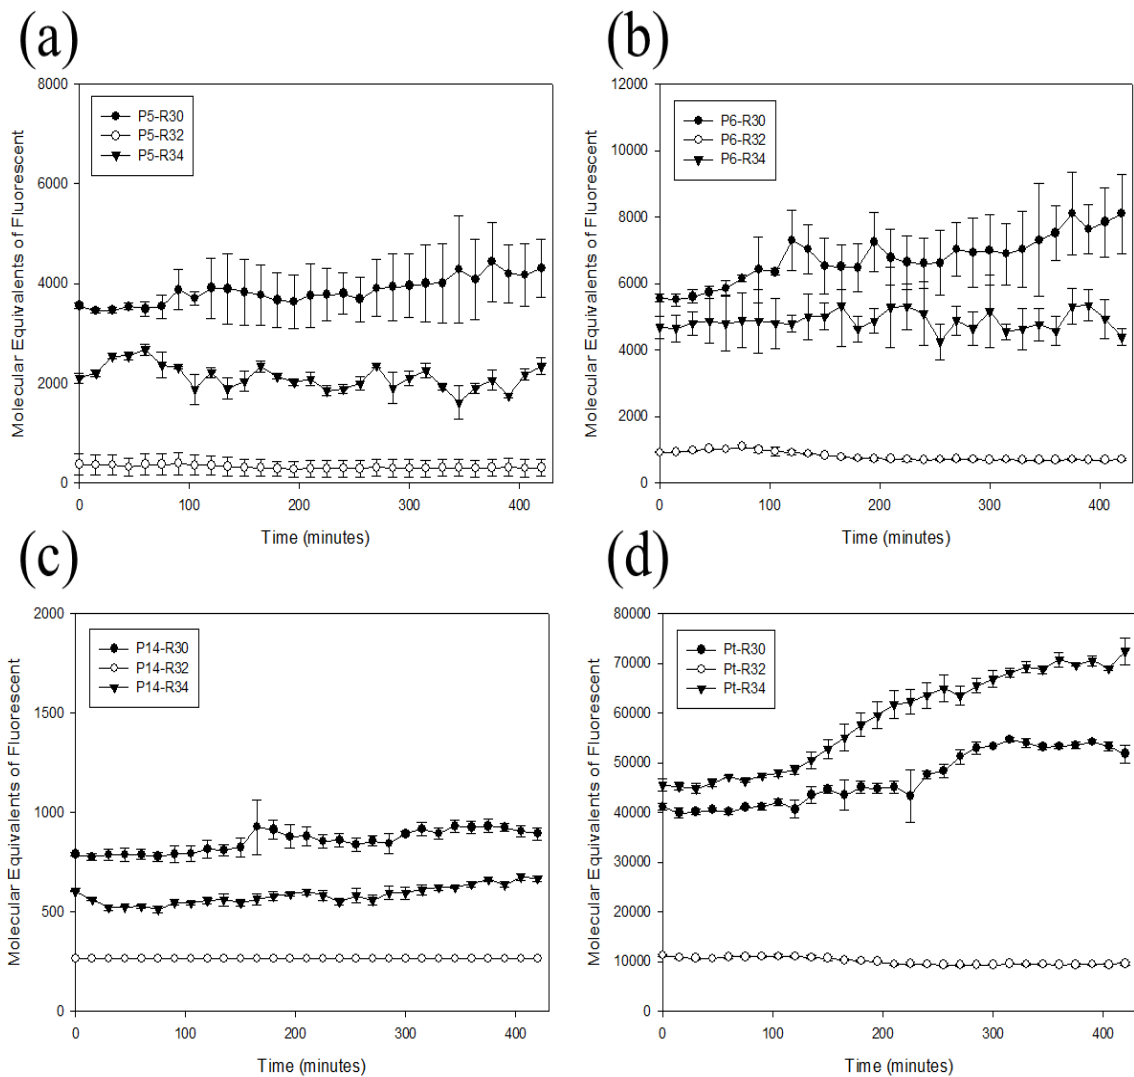 (a)
8000
6000
4000
2000
0
Molecular Equivalents of Fluorescent
P5-R30
P5-R32
P5-R34
0 100 200 300 400
Time (minutes)
(b)
12000
10000
8000
6000
4000
2000
0
Molecular Equivalents of Fluorescent
P6-R30
P6-R32
P6-R34
0 100 200 300 400
Time (minutes)
(c)
2000
1500
1000
500
0
Molecular Equivalents of Fluorescent
P14-R30
P14-R32
P14-R34
0 100 200 300 400
Time (minutes)
(d)
80000
70000
60000
50000
40000
30000
20000
10000
0
Molecular Equivalents of Fluorescent
Pt-R30
Pt-R32
Pt-R34
0 100 200 300 400
Time (minutes)